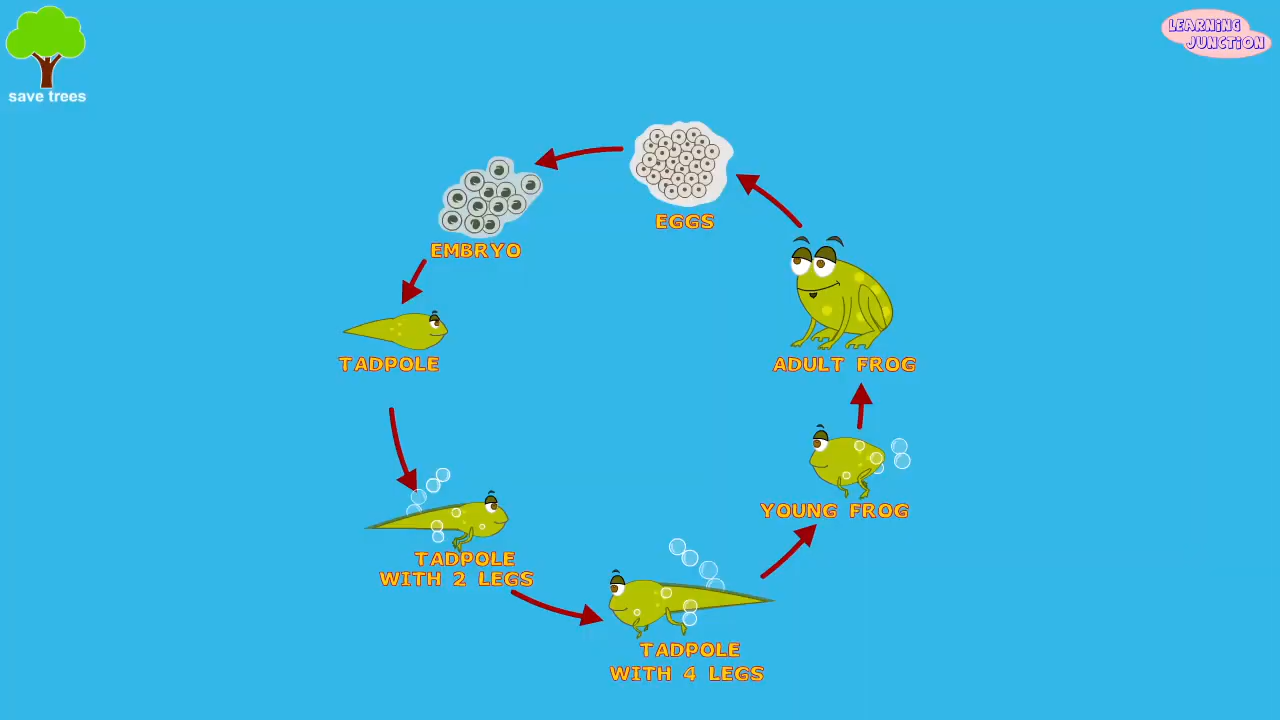 save trees
LEARNING
JUNCTION
EGGS
EMBRYO
TADPOLE
TADPOLE
WITH 2 LEGS
TADPOLE
WITH 4 LEGS
YOUNG FROG
ADULT FROG